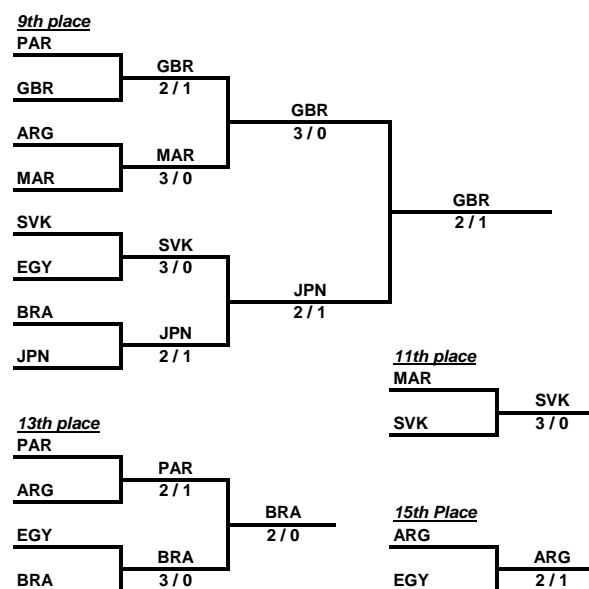 9th place
PAR
GBR
GBR
2 / 1
GBR
3 / 0
ARG
MAR
MAR
3 / 0
GBR
2 / 1
SVK
SVK
EGY
3 / 0
JPN
2 / 1
BRA
JPN
JPN
2 / 1
11th place
MAR
SVK
SVK
3 / 0
13th place
PAR
PAR
ARG
2 / 1
BRA
2 / 0
EGY
BRA
BRA
3 / 0
15th Place
ARG
ARG
EGY
2 / 1